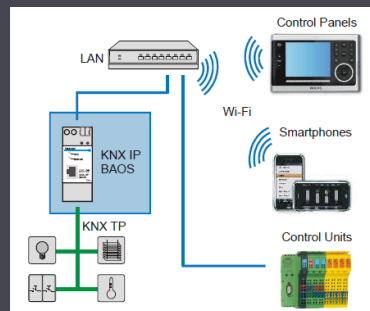 Control Panels
LAN
Wi-Fi
Smartphones
KNX IP
BAOS
KNX TP
Control Units